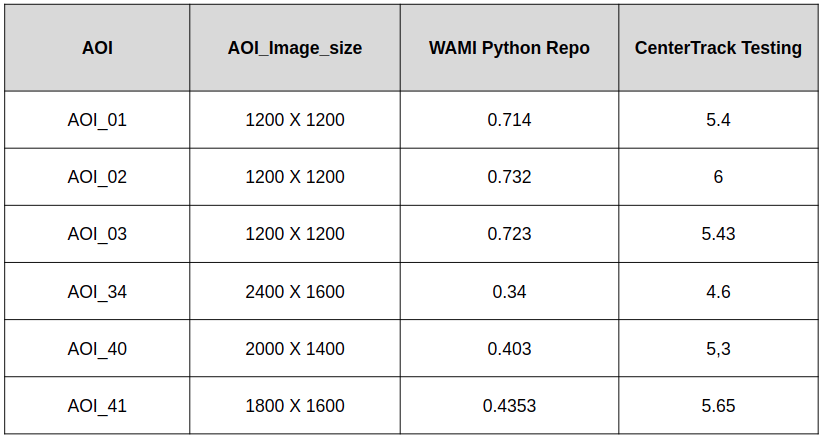 AOI AOI_Image_size WAMI Python Repo CenterTrack Testing
AOI_01 1200 X 1200 0.714 5.4
AOI_02 1200 X 1200 0.732 6
AOI_03 1200 X 1200 0.723 5.43
AOI_34 2400 X 1600 0.34 4.6
AOI_40 2000 X 1400 0.403 5,3
AOI_41 1800 X 1600 0.4353 5.65